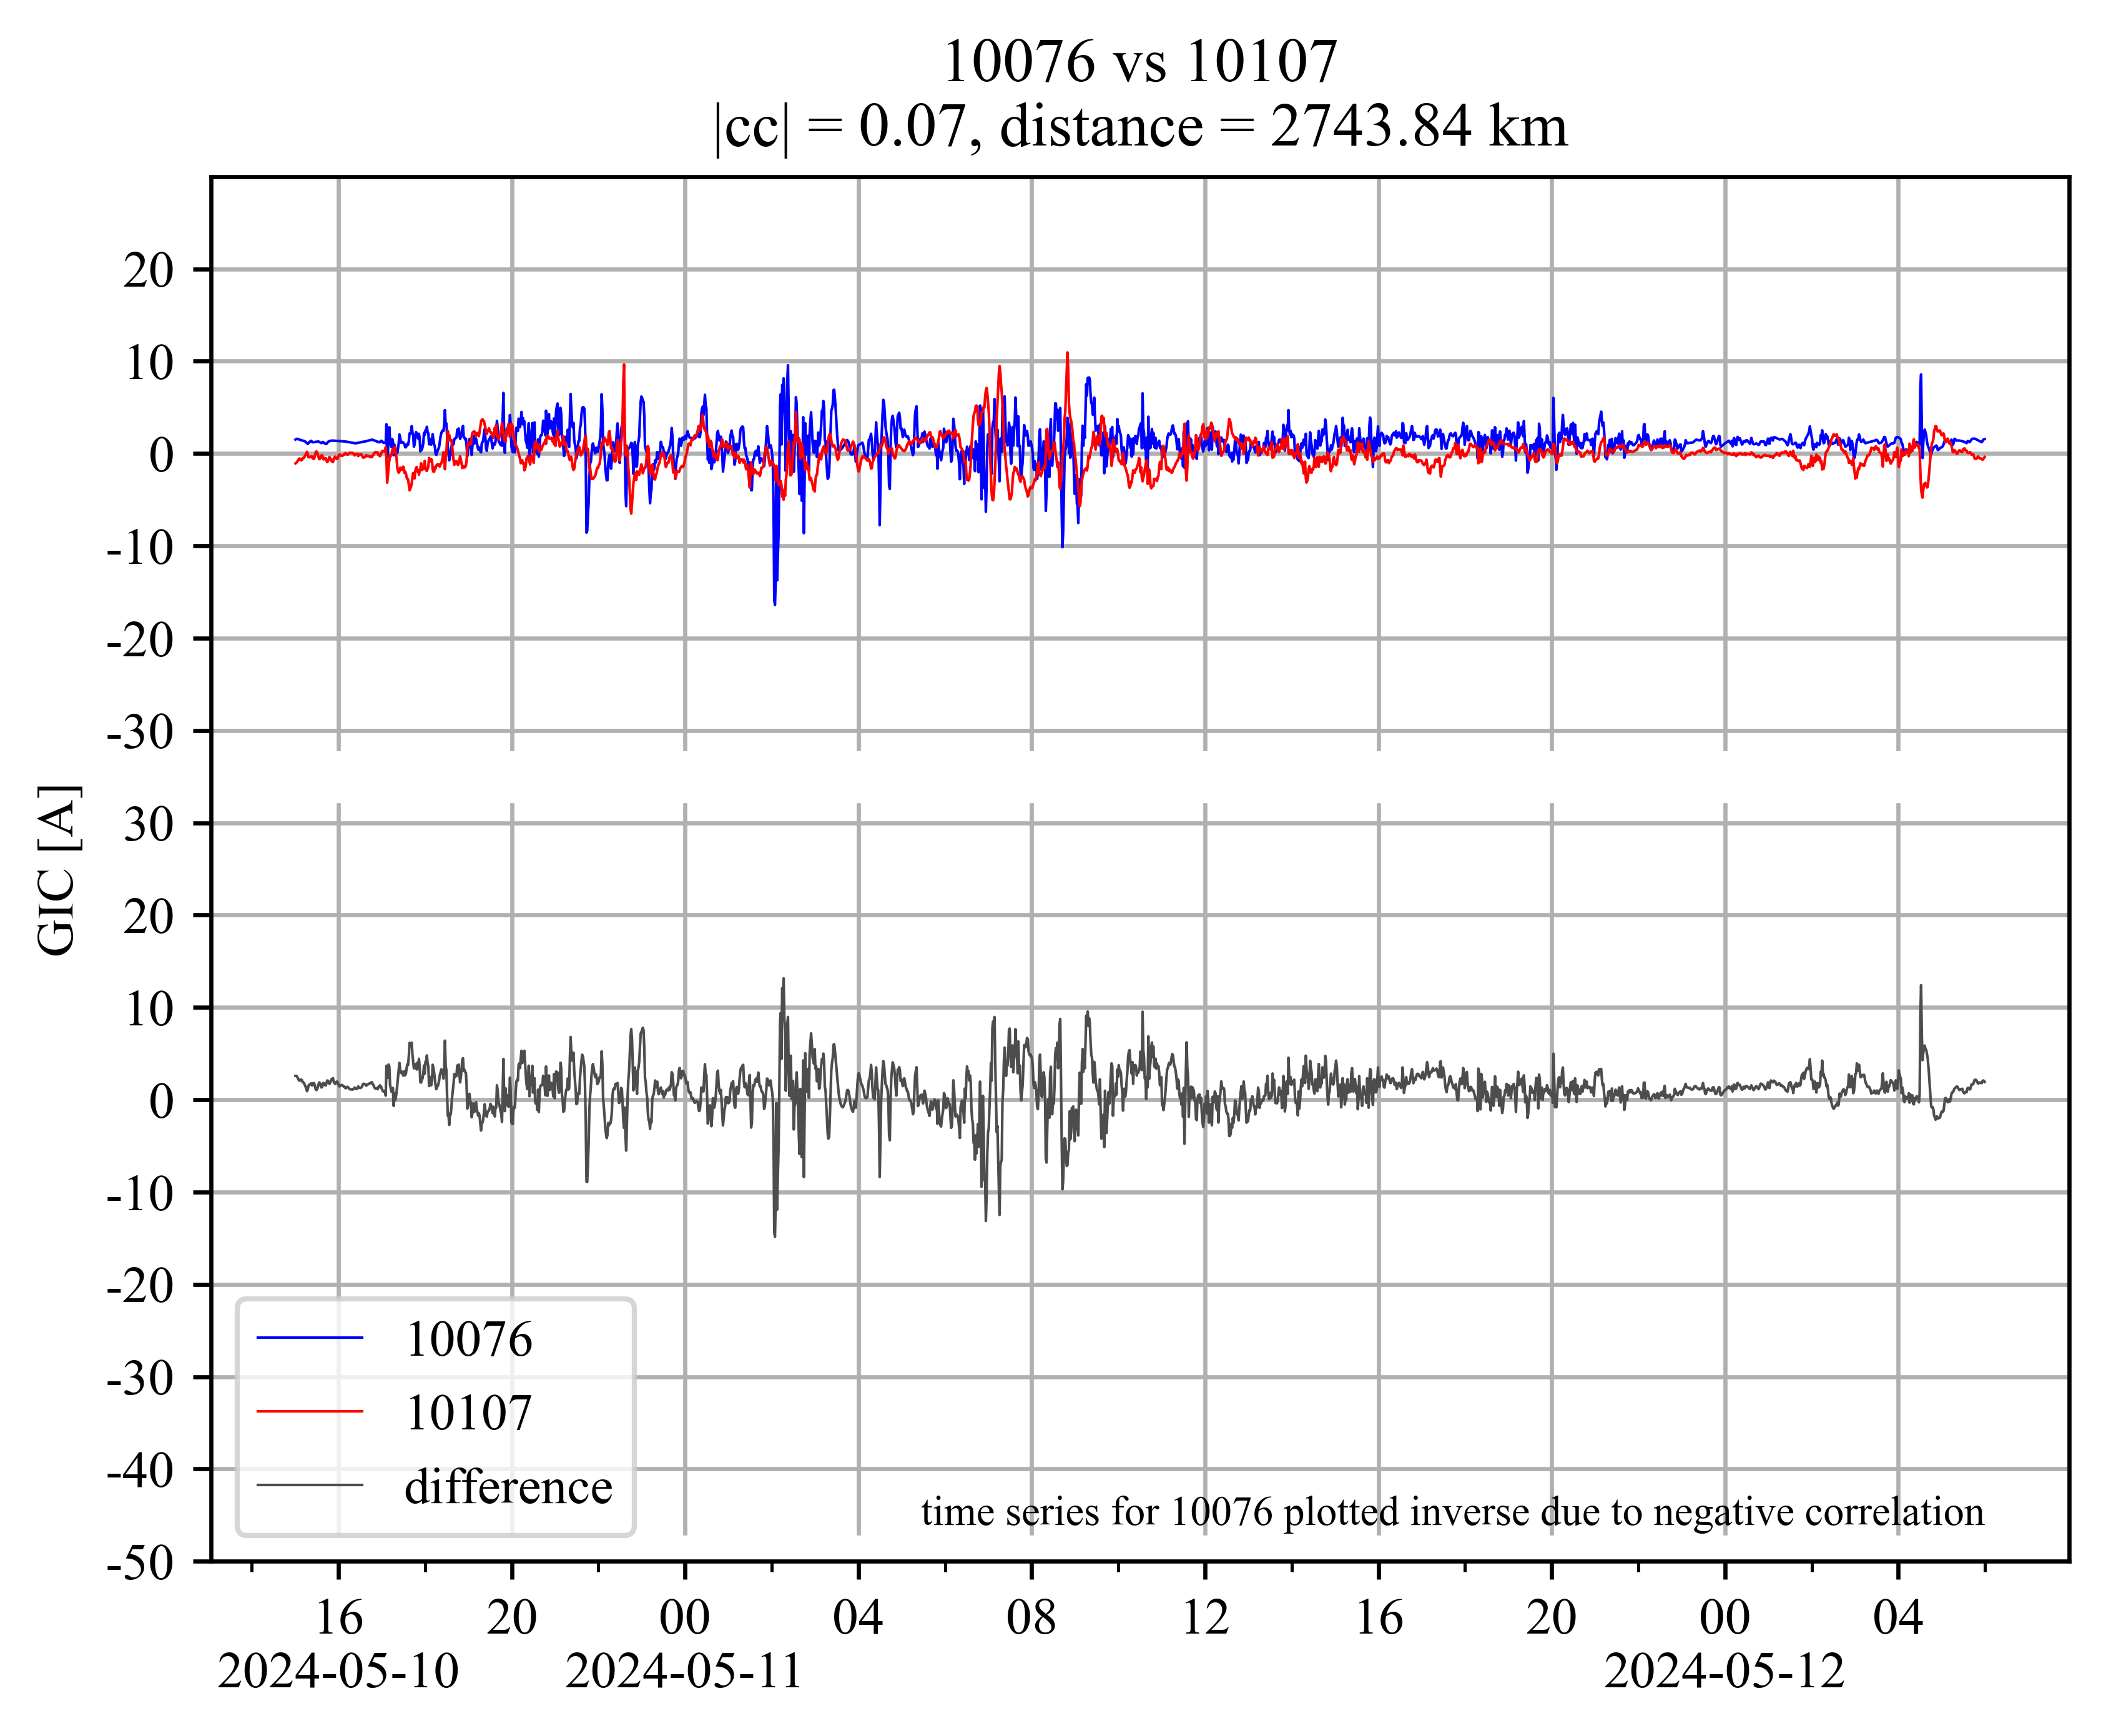 10076 vs 10107
|cc| = 0.07, distance = 2743.84 km
20
10
0
-10
-20
-30
30
20
10
0
-10
-20
-30
-40
-50
GIC [A]
10076
10107
difference
time series for 10076 plotted inverse due to negative correlation
16 20 00 04 08 12 16 20 00 04
2024-05-10 2024-05-11 2024-05-12